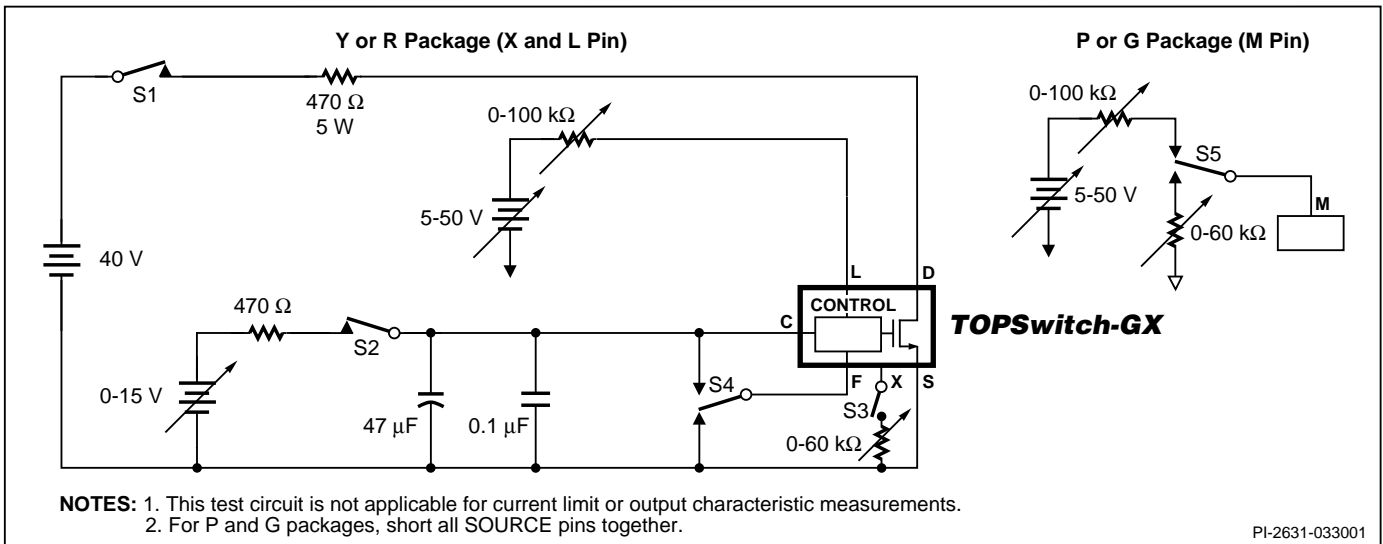 Y or R Package (X and L Pin)
P or G Package (M Pin)
S1
470 Ω
5 W
0-100 kΩ
5-50 V
40 V
0-100 kΩ
S5
5-50 V
M
0-60 kΩ
L
D
CONTROL
C
TOPSwitch-GX
470 Ω
S2
0-15 V
47 µF
0.1 µF
S4
F
X
S
S3
0-60 kΩ
NOTES: 1. This test circuit is not applicable for current limit or output characteristic measurements.
2. For P and G packages, short all SOURCE pins together.
PI-2631-033001